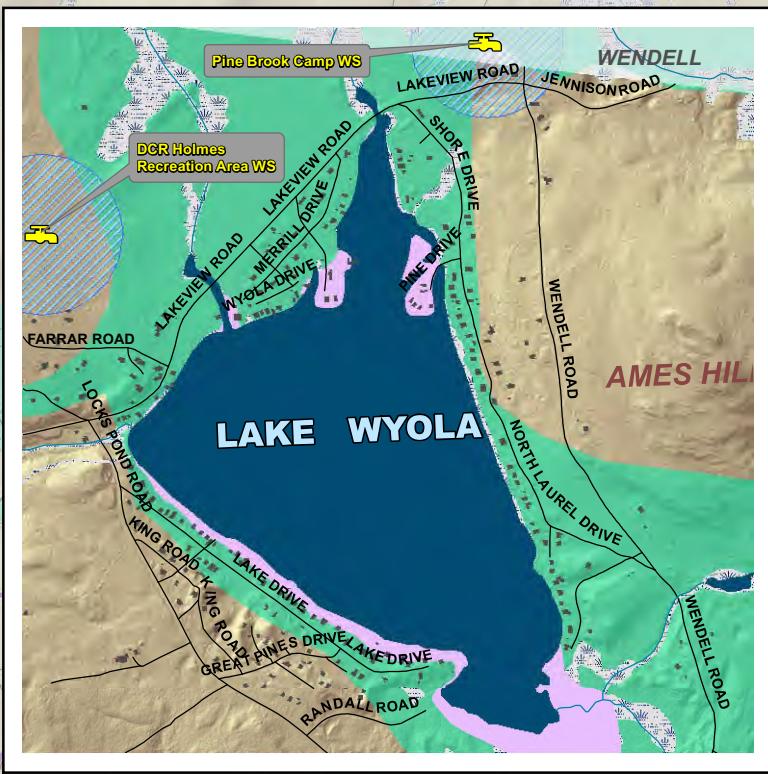 Pine Brook Camp WS
WENDELL
LAKEVIEW ROAD
JENNISON ROAD
DCR Holmes
Recreation Area WS
LAKEVIEW ROAD
SHORE DRIVE
MERRILL DRIVE
LAKEVIEW ROAD
WYOLA DRIVE
PINE DRIVE
WENDELL ROAD
FARRAR ROAD
AMES HILL
LOCKS POND ROAD
LAKE WYOLA
NORTH LAUREL DRIVE
KING ROAD
LAKE DRIVE
KING ROAD
GREAT PINES DRIVE
LAKE DRIVE
WENDELL ROAD
RANDALL ROAD